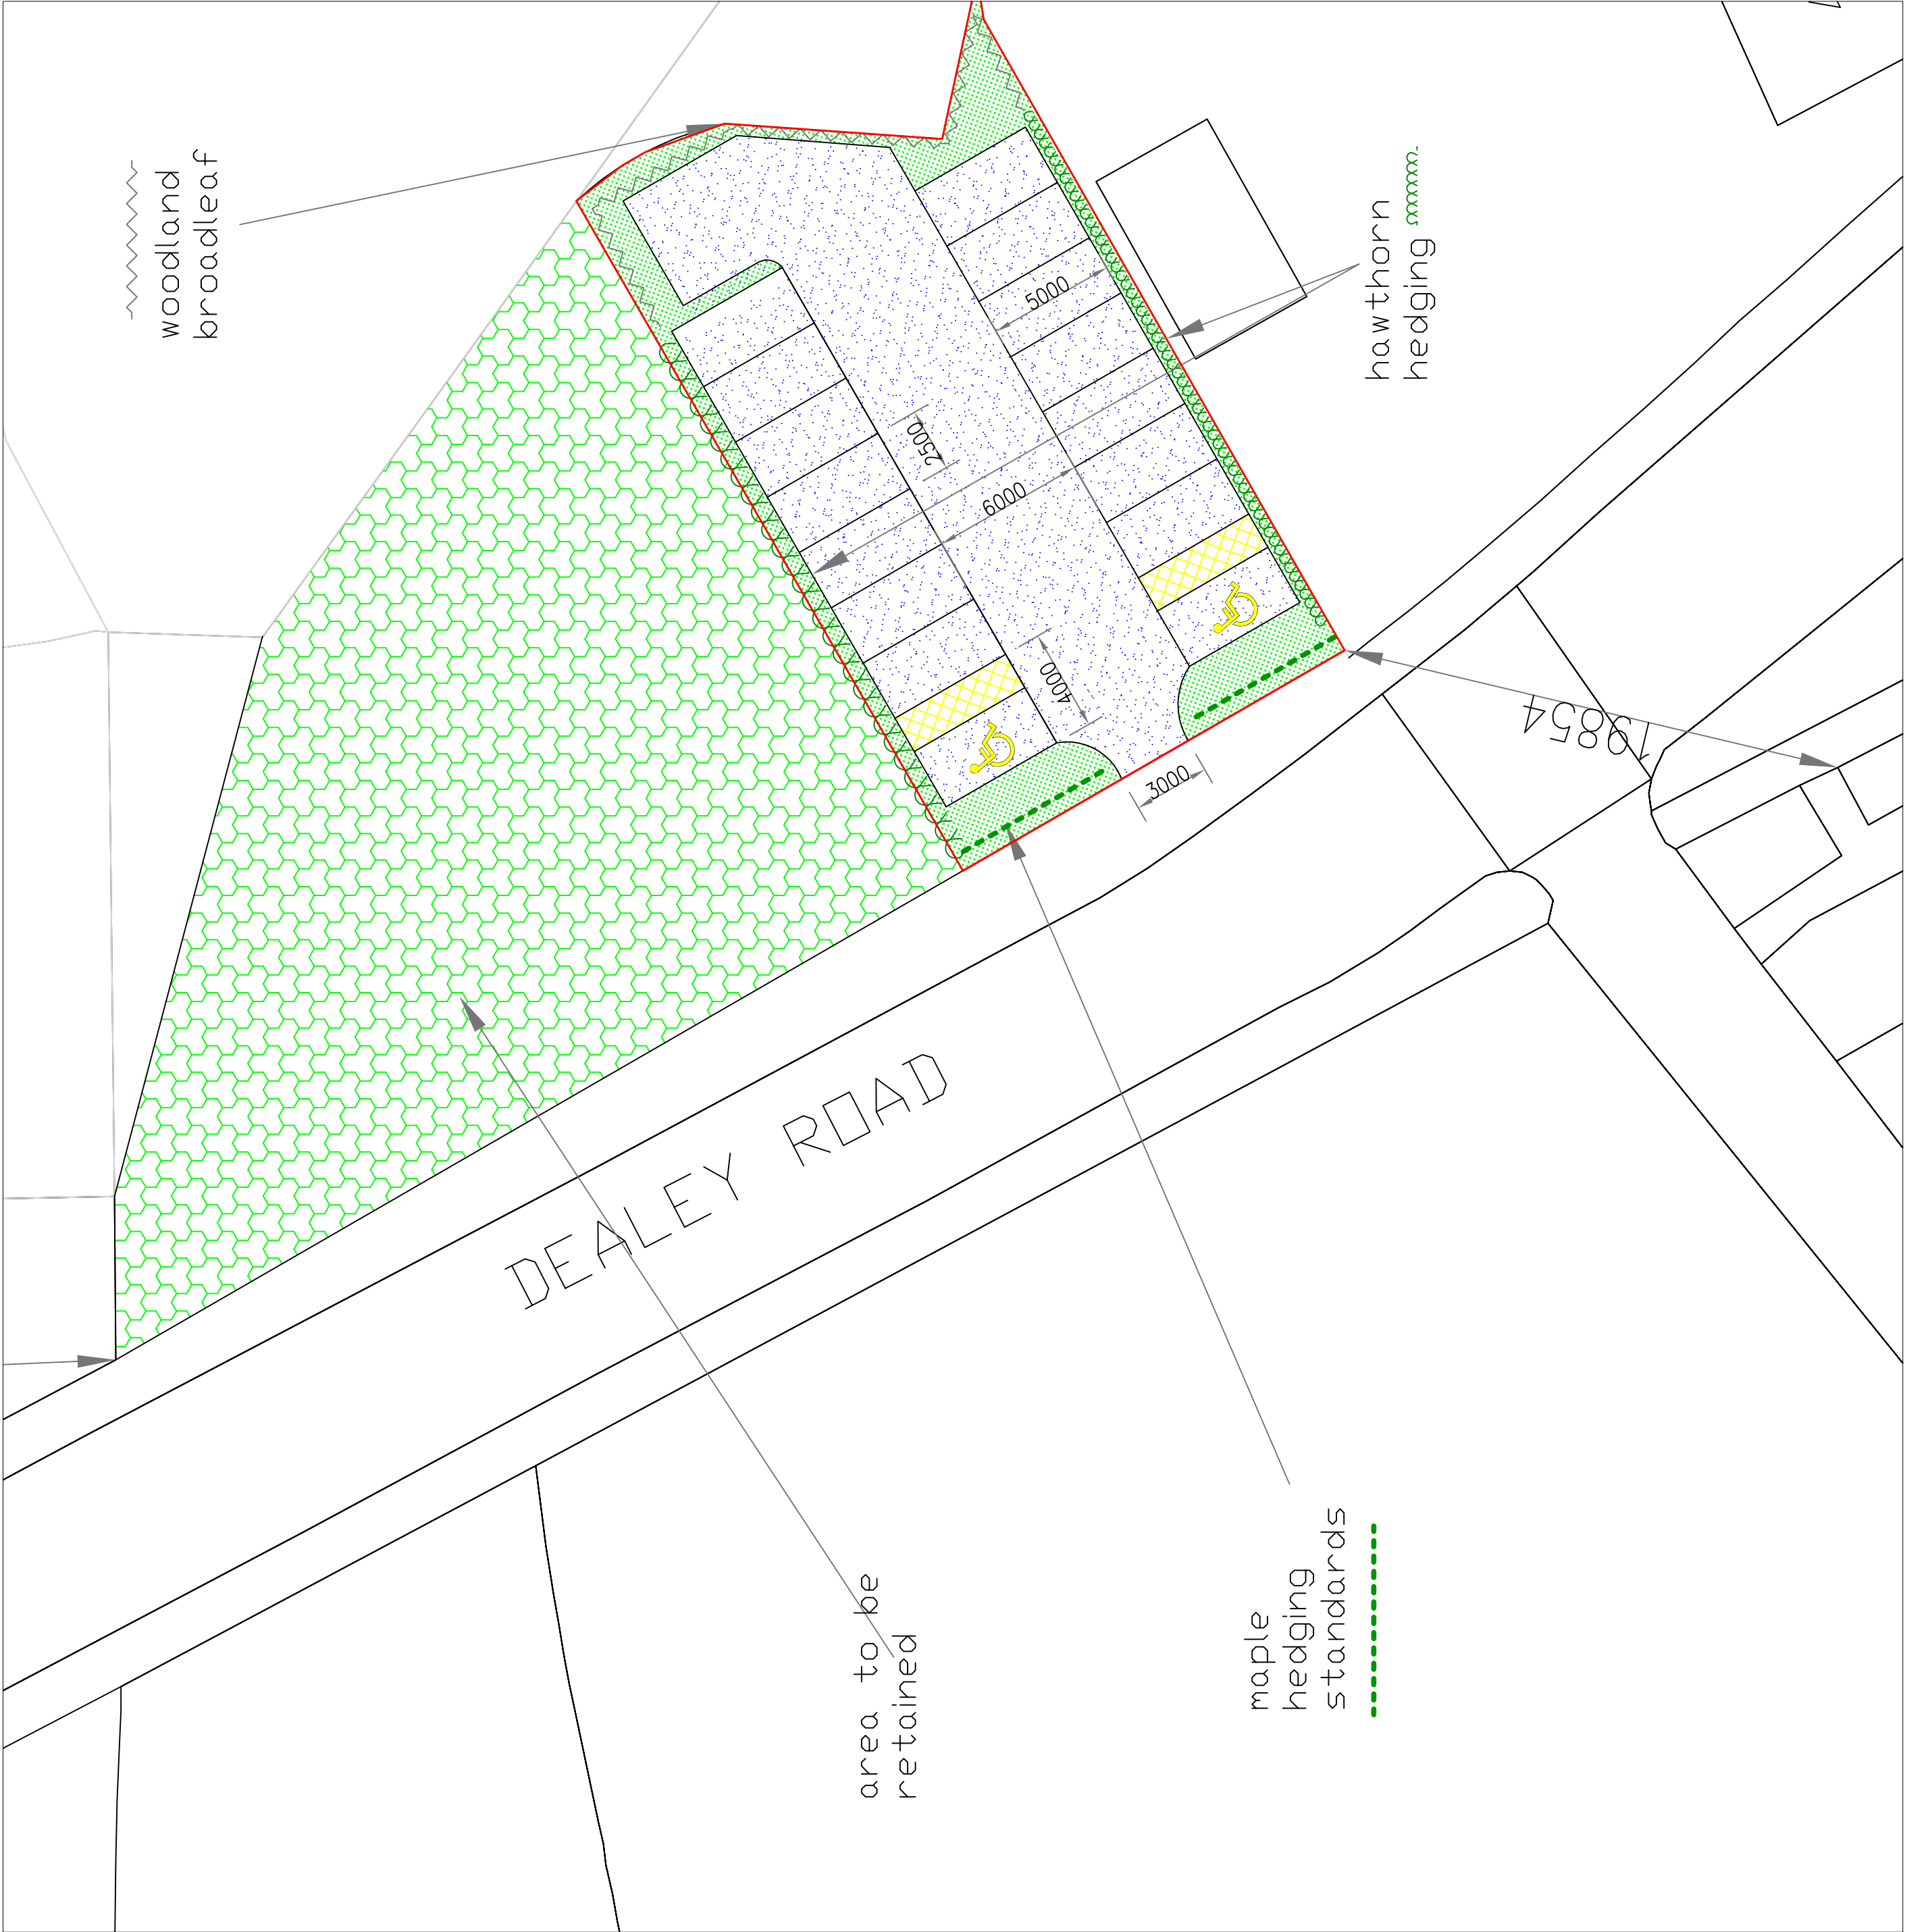 woodland
broadleaf
hawthorn
hedging
5000
2500
6000
4000
3000
19854
DEALEY ROAD
area to be
retained
maple
hedging
standards